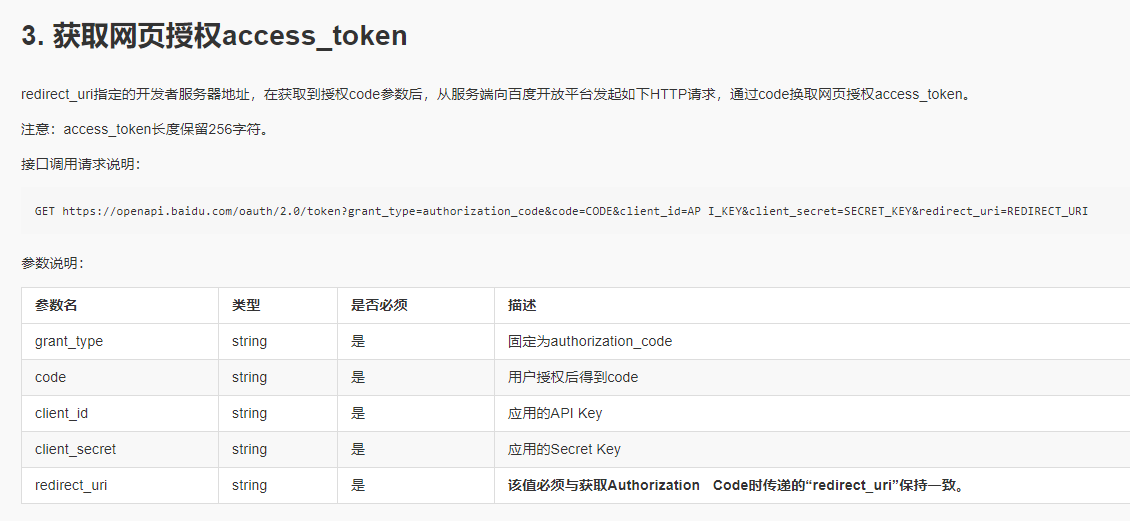 3. 获取网页授权access_token
redirect_uri指定的开发者服务器地址，在获取到授权code参数后，从服务端向百度开放平台发起如下HTTP请求，通过code换取网页授权access_token。
注意：access_token长度保留256字符。
接口调用请求说明：
GET https://openapi.baidu.com/oauth/2.0/token?grant_type=authorization_code&code=CODE&client_id=AP I_KEY&client_secret=SECRET_KEY&redirect_uri=REDIRECT_URI
参数说明：
参数名 类型 是否必须 描述
grant_type string 是 固定为authorization_code
code string 是 用户授权后得到code
client_id string 是 应用的API Key
client_secret string 是 应用的Secret Key
redirect_uri string 是 该值必须与获取Authorization Code时传递的“redirect_uri”保持一致。